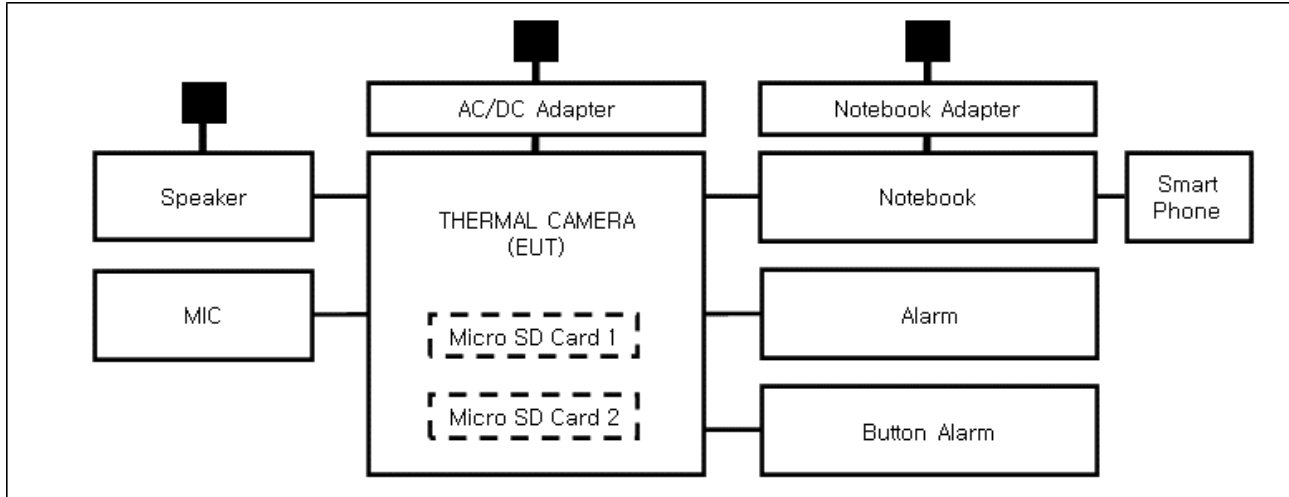 AC/DC Adapter
Notebook Adapter
Speaker
THERMAL CAMERA
(EUT)
Notebook
Smart
Phone
MIC
Micro SD Card 1
Alarm
Micro SD Card 2
Button Alarm